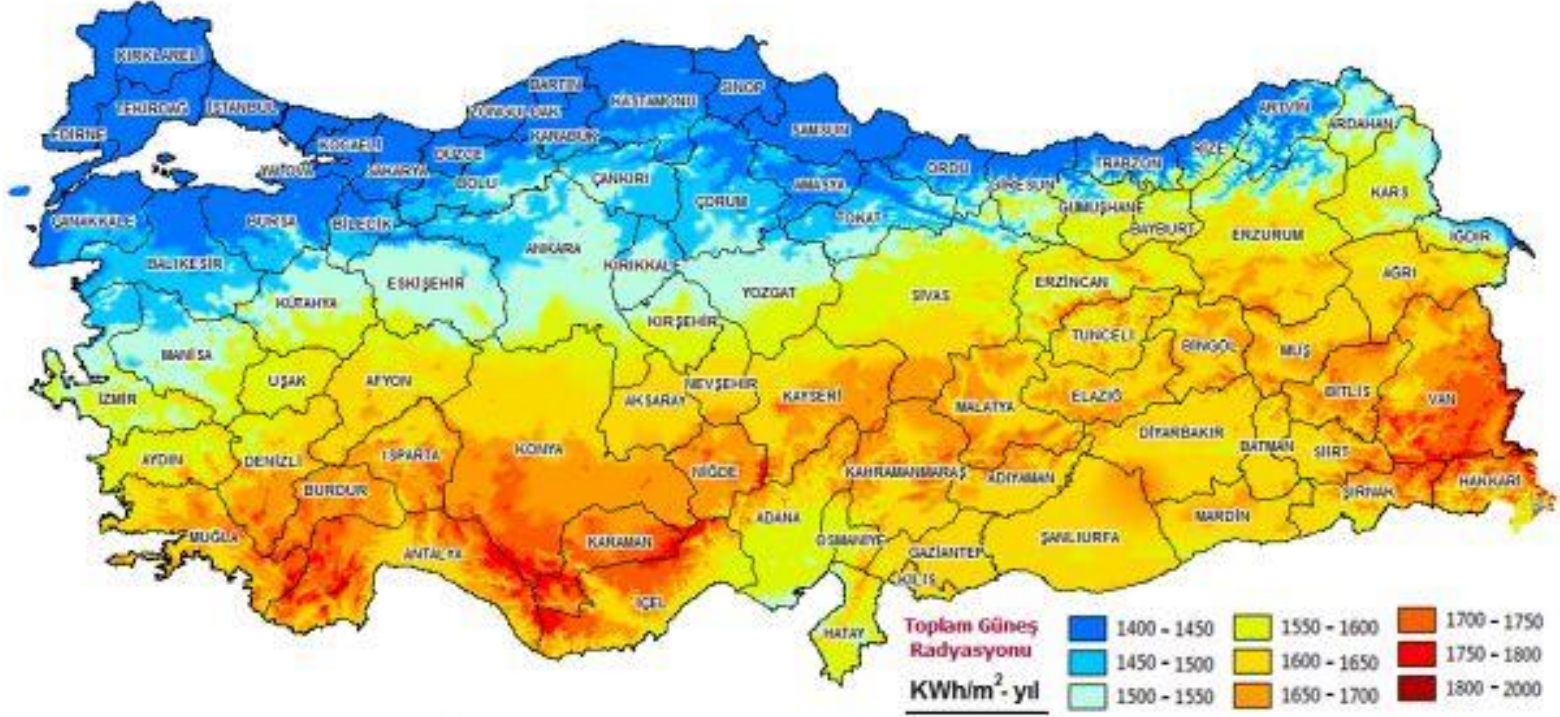 KIRKLARELİ
TEKİRDAĞ
İSTANBUL
EDİRNE
KOCAELİ
YALOVA
SAKARYA
DÜZCE
BOLU
ZONGULDAK
BARTIN
KARABÜK
KASTAMONU
SİNOP
SAMSUN
ÇANKIRI
ÇORUM
AMASYA
TOKAT
ORDU
GİRESUN
TRABZON
RİZE
ARTVİN
ARDAHAN
KARS
GÜMÜŞHANE
BAYBURT
ERZURUM
IĞDIR
AĞRI
ÇANAKKALE
BURSA
BİLECİK
BALIKESİR
KÜTAHYA
ESKİŞEHİR
ANKARA
KIRIKKALE
YOZGAT
KIRŞEHİR
SİVAS
ERZİNCAN
TUNCELİ
BİNGÖL
MUŞ
MANİSA
UŞAK
AFYON
İZMİR
AKSARAY
NEVŞEHİR
KAYSERİ
MALATYA
ELAZIĞ
BİTLİS
VAN
AYDIN
DENİZLİ
ISPARTA
BURDUR
KONYA
NİĞDE
KAHRAMANMARAŞ
ADIYAMAN
DİYARBAKIR
BATMAN
SİİRT
ŞIRNAK
HAKKARİ
MUĞLA
ANTALYA
KARAMAN
İÇEL
ADANA
OSMANİYE
GAZİANTEP
KİLİS
ŞANLIURFA
MARDİN
HATAY
Toplam Güneş
Radyasyonu
KWh/m²- yıl
1400 - 1450
1450 - 1500
1500 - 1550
1550 - 1600
1600 - 1650
1650 - 1700
1700 - 1750
1750 - 1800
1800 - 2000